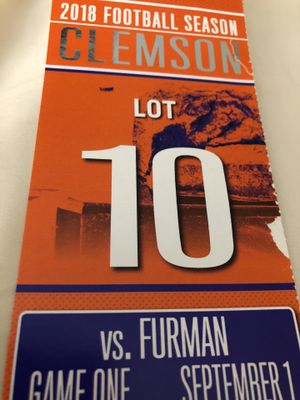 2018 FOOTBALL SEASON
CLEMSON
LOT
10
vs. FURMAN
GAME ONE SEPTEMBER 1